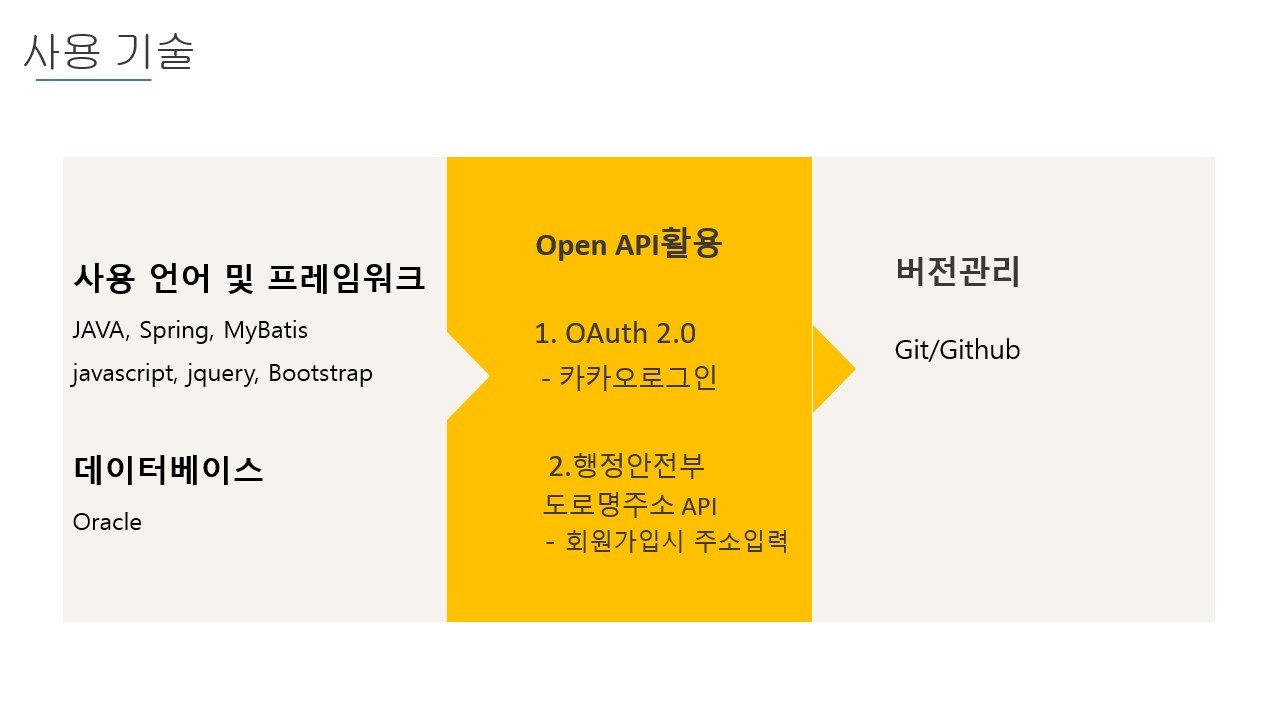 사용 기술
사용 언어 및 프레임워크
JAVA, Spring, MyBatis
javascript, jquery, Bootstrap
데이터베이스
Oracle
Open API활용
1. OAuth 2.0
- 카카오로그인
2.행정안전부
도로명주소 API
- 회원가입시 주소입력
버전관리
Git/Github